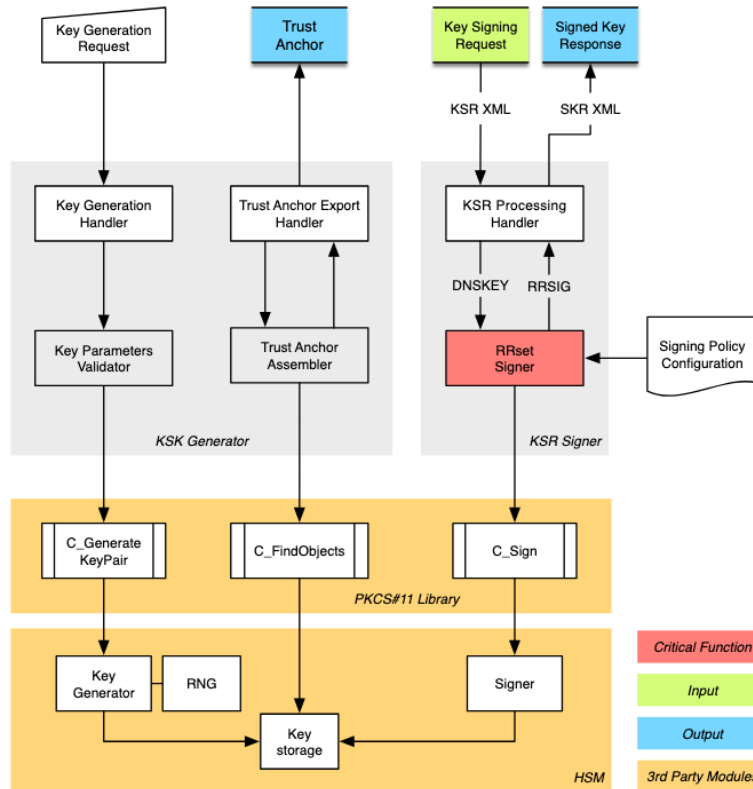 Key Generation
Request
Trust
Anchor
Key Signing
Request
Signed Key
Response
KSR XML
SKR XML
Key Generation
Handler
Trust Anchor Export
Handler
KSR Processing
Handler
DNSKEY
RRSIG
Key Parameters
Validator
Trust Anchor
Assembler
RRset
Signer
Signing Policy
Configuration
KSK Generator
KSR Signer
C_Generate
KeyPair
C_FindObjects
C_Sign
PKCS#11 Library
Key
Generator
RNG
Signer
Key
storage
HSM
Critical Function
Input
Output
3rd Party Modules